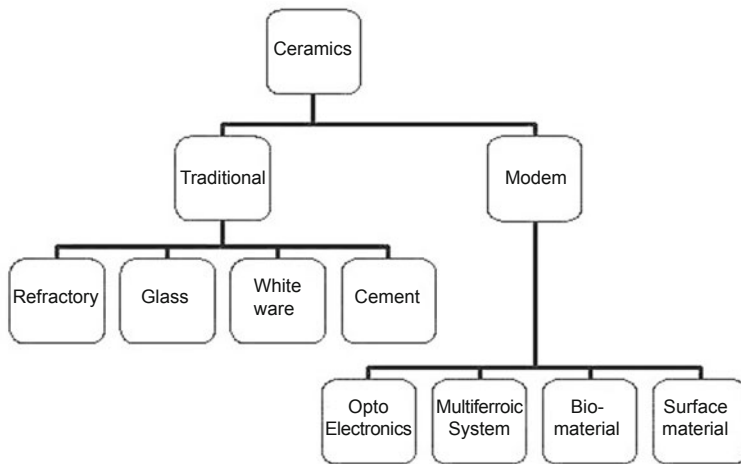 Ceramics
Traditional
Modem
Refractory
Glass
White
ware
Cement
Opto
Electronics
Multiferroic
System
Bio-
material
Surface
material